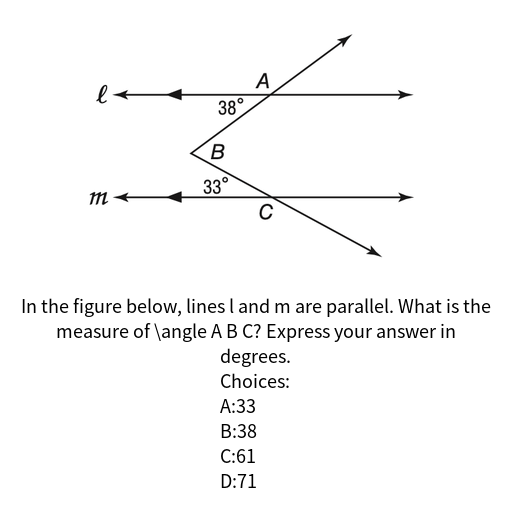 A
ℓ
38°
B
33°
m
C
In the figure below, lines l and m are parallel. What is the
measure of \angle A B C? Express your answer in
degrees.
Choices:
A:33
B:38
C:61
D:71